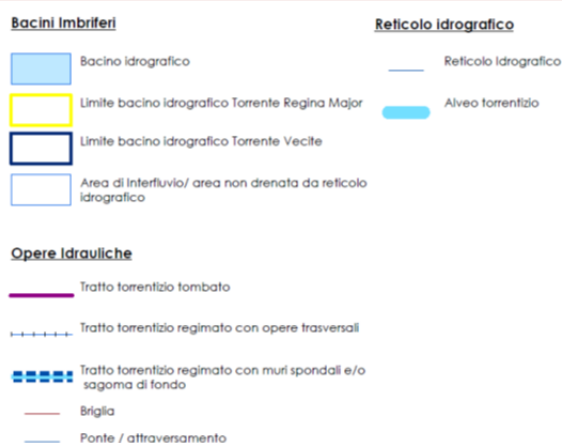 Bacini Imbriferi
Bacino idrografico
Limite bacino idrografico Torrente Regina Major
Limite bacino idrografico Torrente Vecite
Area di Interfluvio/ area non drenata da reticolo
idrografico
Reticolo idrografico
Reticolo Idrografico
Alveo torrentizio
Opere Idrauliche
Tratto torrentizio tombato
Tratto torrentizio regimato con opere trasversali
Tratto torrentizio regimato con muri spondali e/o
sagoma di fondo
Briglia
Ponte / attraversamento